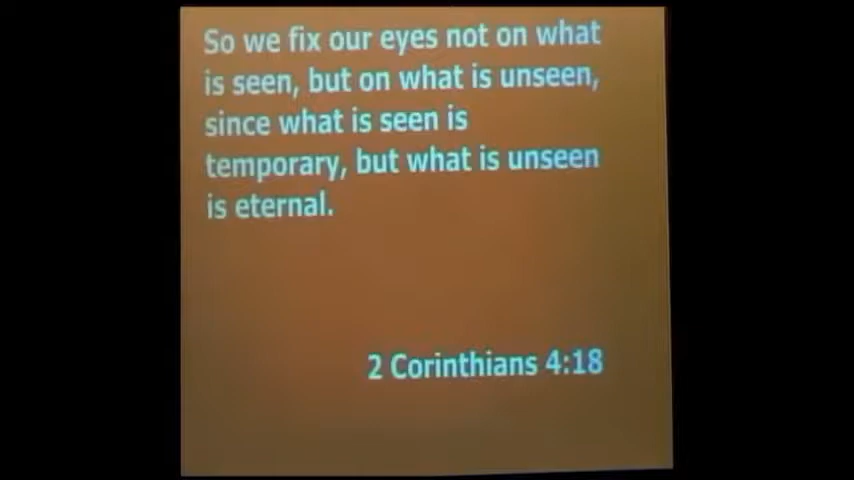 So we fix our eyes not on what
is seen, but on what is unseen,
since what is seen is
temporary, but what is unseen
is eternal.
2 Corinthians 4:18